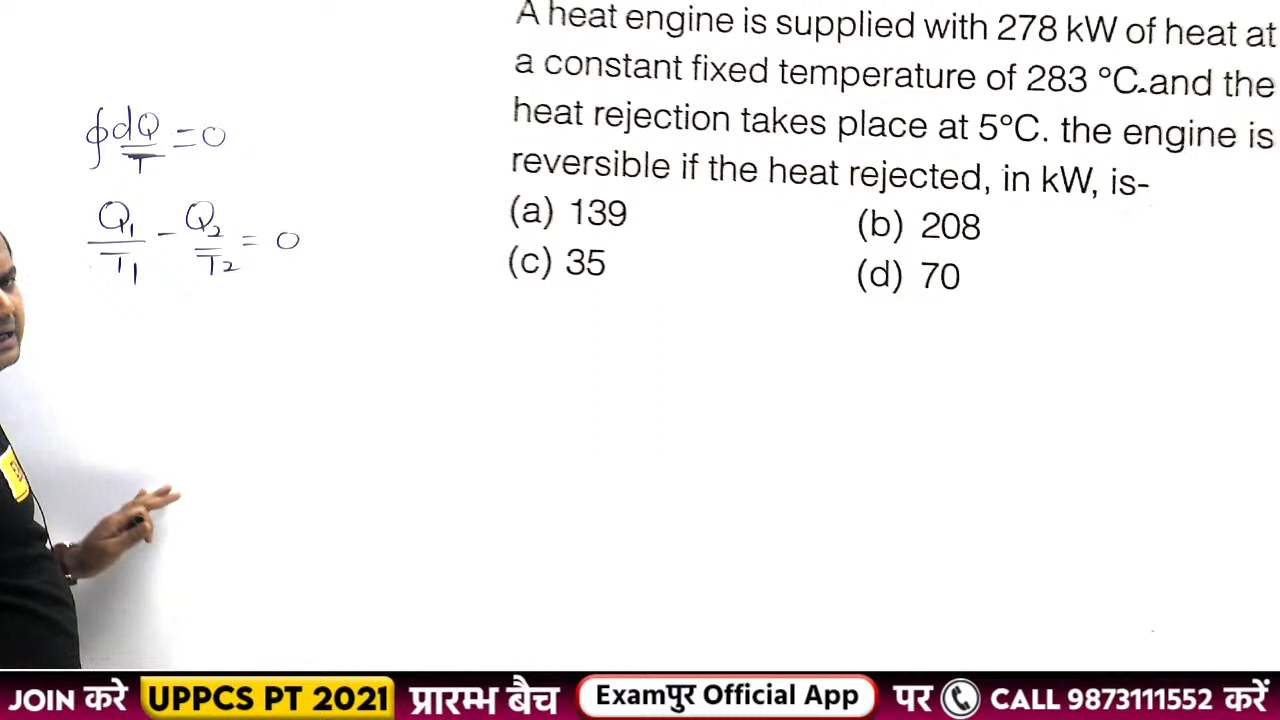 A heat engine is supplied with 278 kW of heat at
a constant fixed temperature of 283 °C.and the
heat rejection takes place at 5°C. the engine is
reversible if the heat rejected, in kW, is-
(a) 139 (b) 208
(c) 35 (d) 70
∮dQ/T = 0
Q₁/T₁ - Q₂/T₂ = 0
JOIN करे UPPCS PT 2021 प्रारम्भ बैच Examपुर Official App पर CALL 9873111552 करें